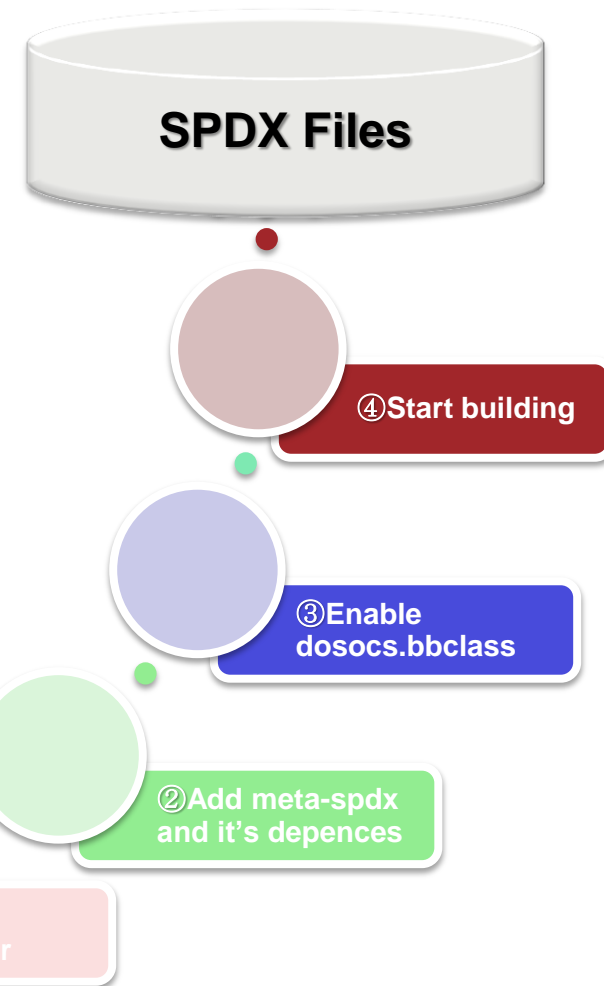 SPDX Files
④Start building
③Enable
dosocs.bbclass
②Add meta-spdx
and it's depences
r